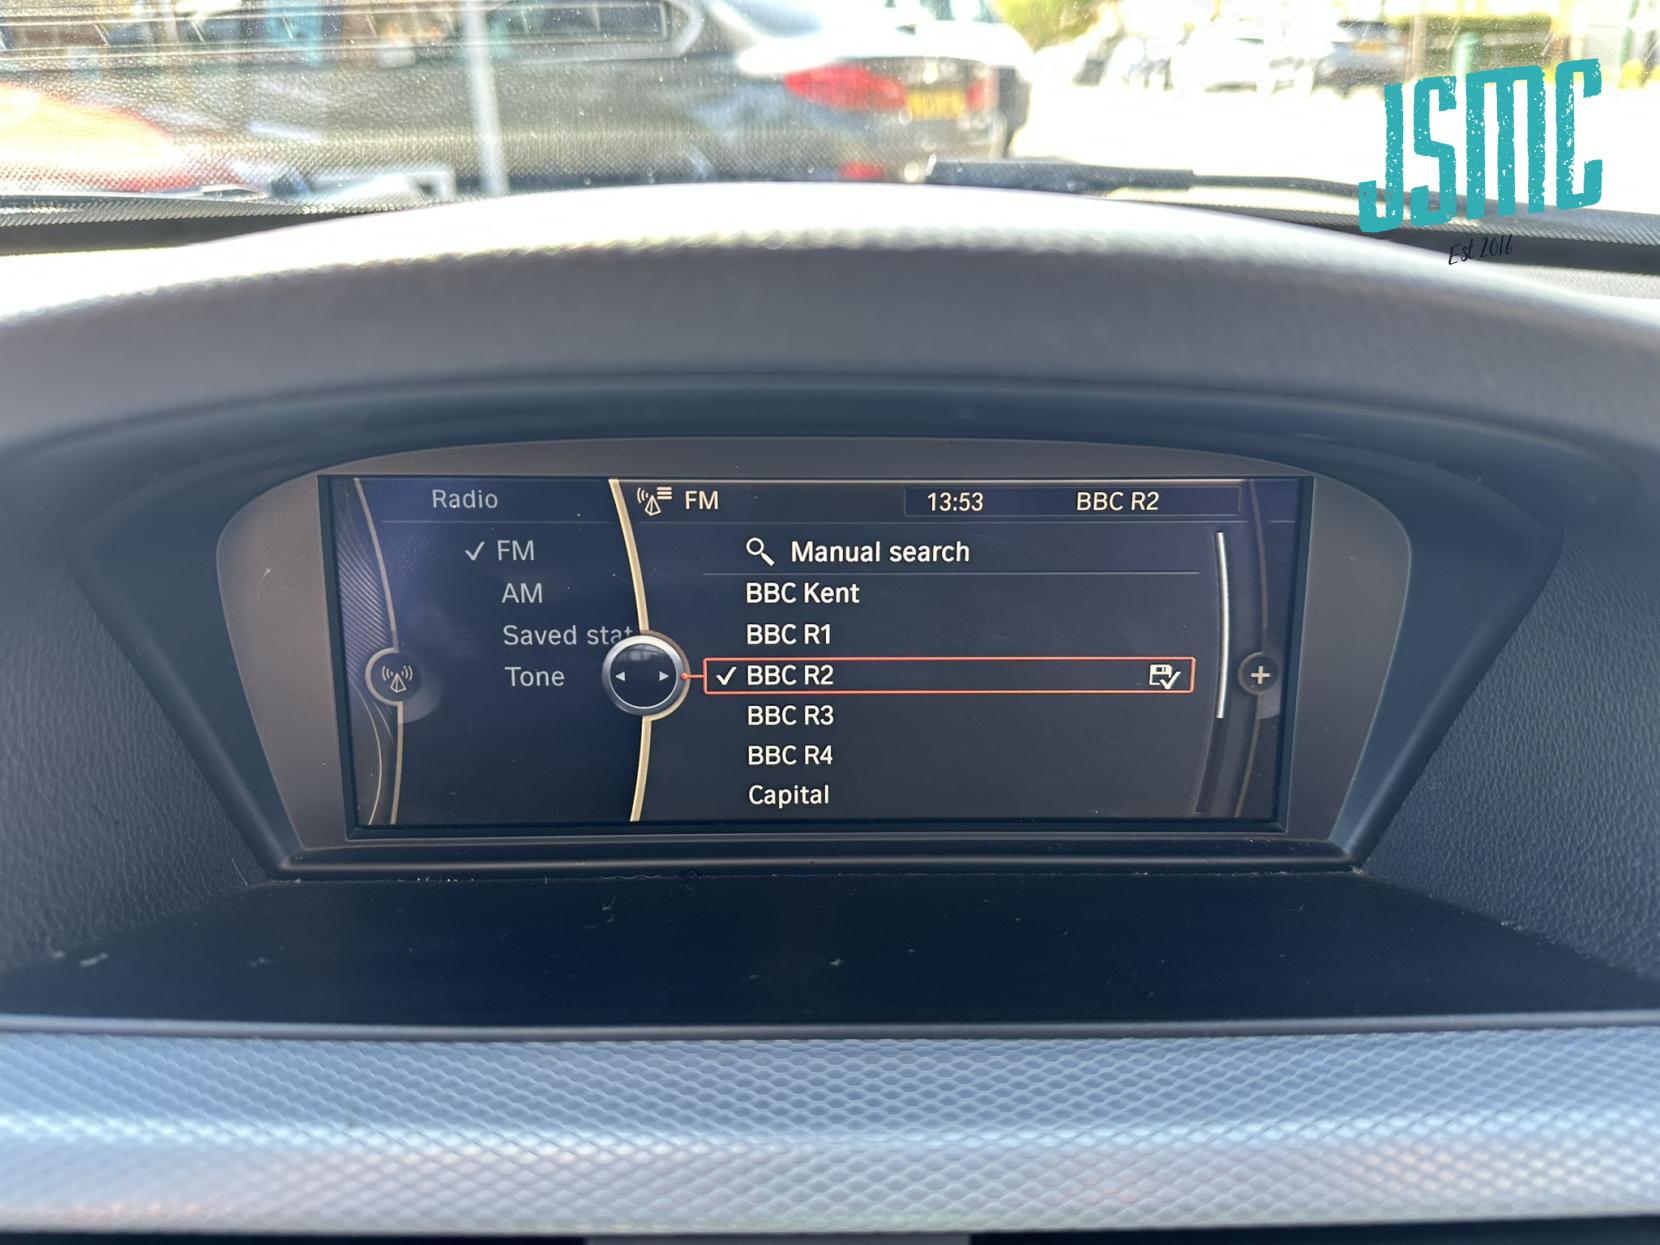 JSMC
Est 2016
Radio
FM
13:53
BBC R2
FM
AM
Saved stat
Tone
Manual search
BBC Kent
BBC R1
BBC R2
BBC R3
BBC R4
Capital